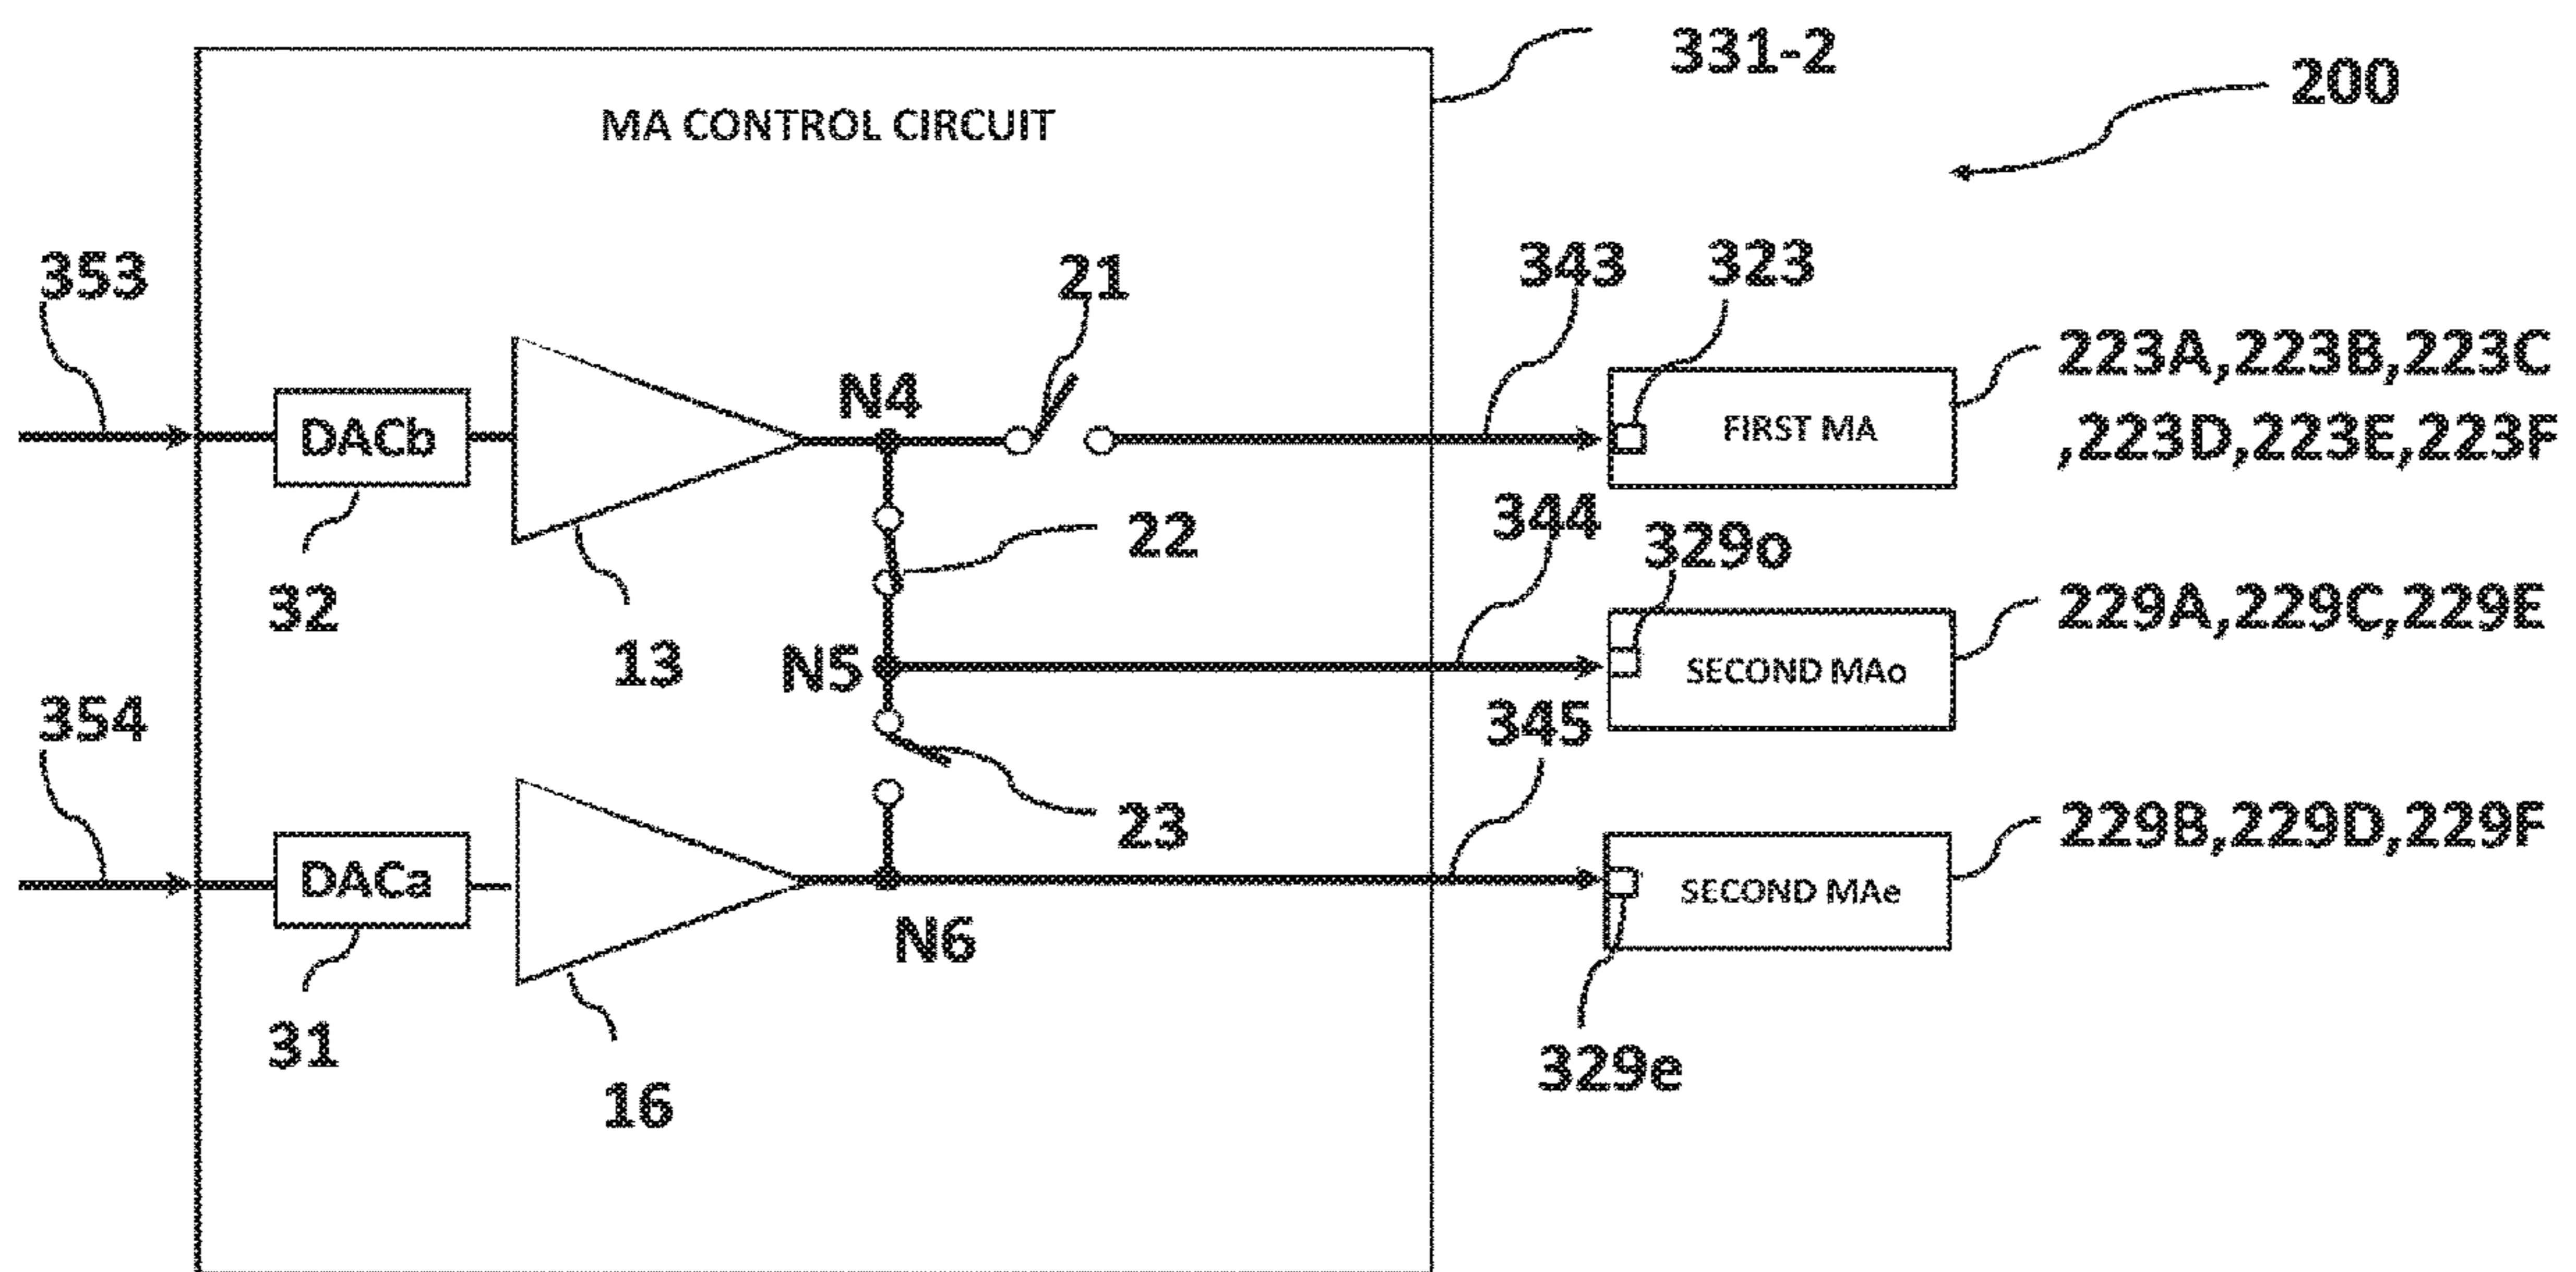 331-2
200
MA CONTROL CIRCUIT
353
21
343
323
223A,223B,223C
,223D,223E,223F
N4
DACb
FIRST MA
344
329o
22
32
13
N5
229A,229C,229E
SECOND MAo
354
345
23
229B,229D,229F
DACa
SECOND MAe
N6
31
16
329e